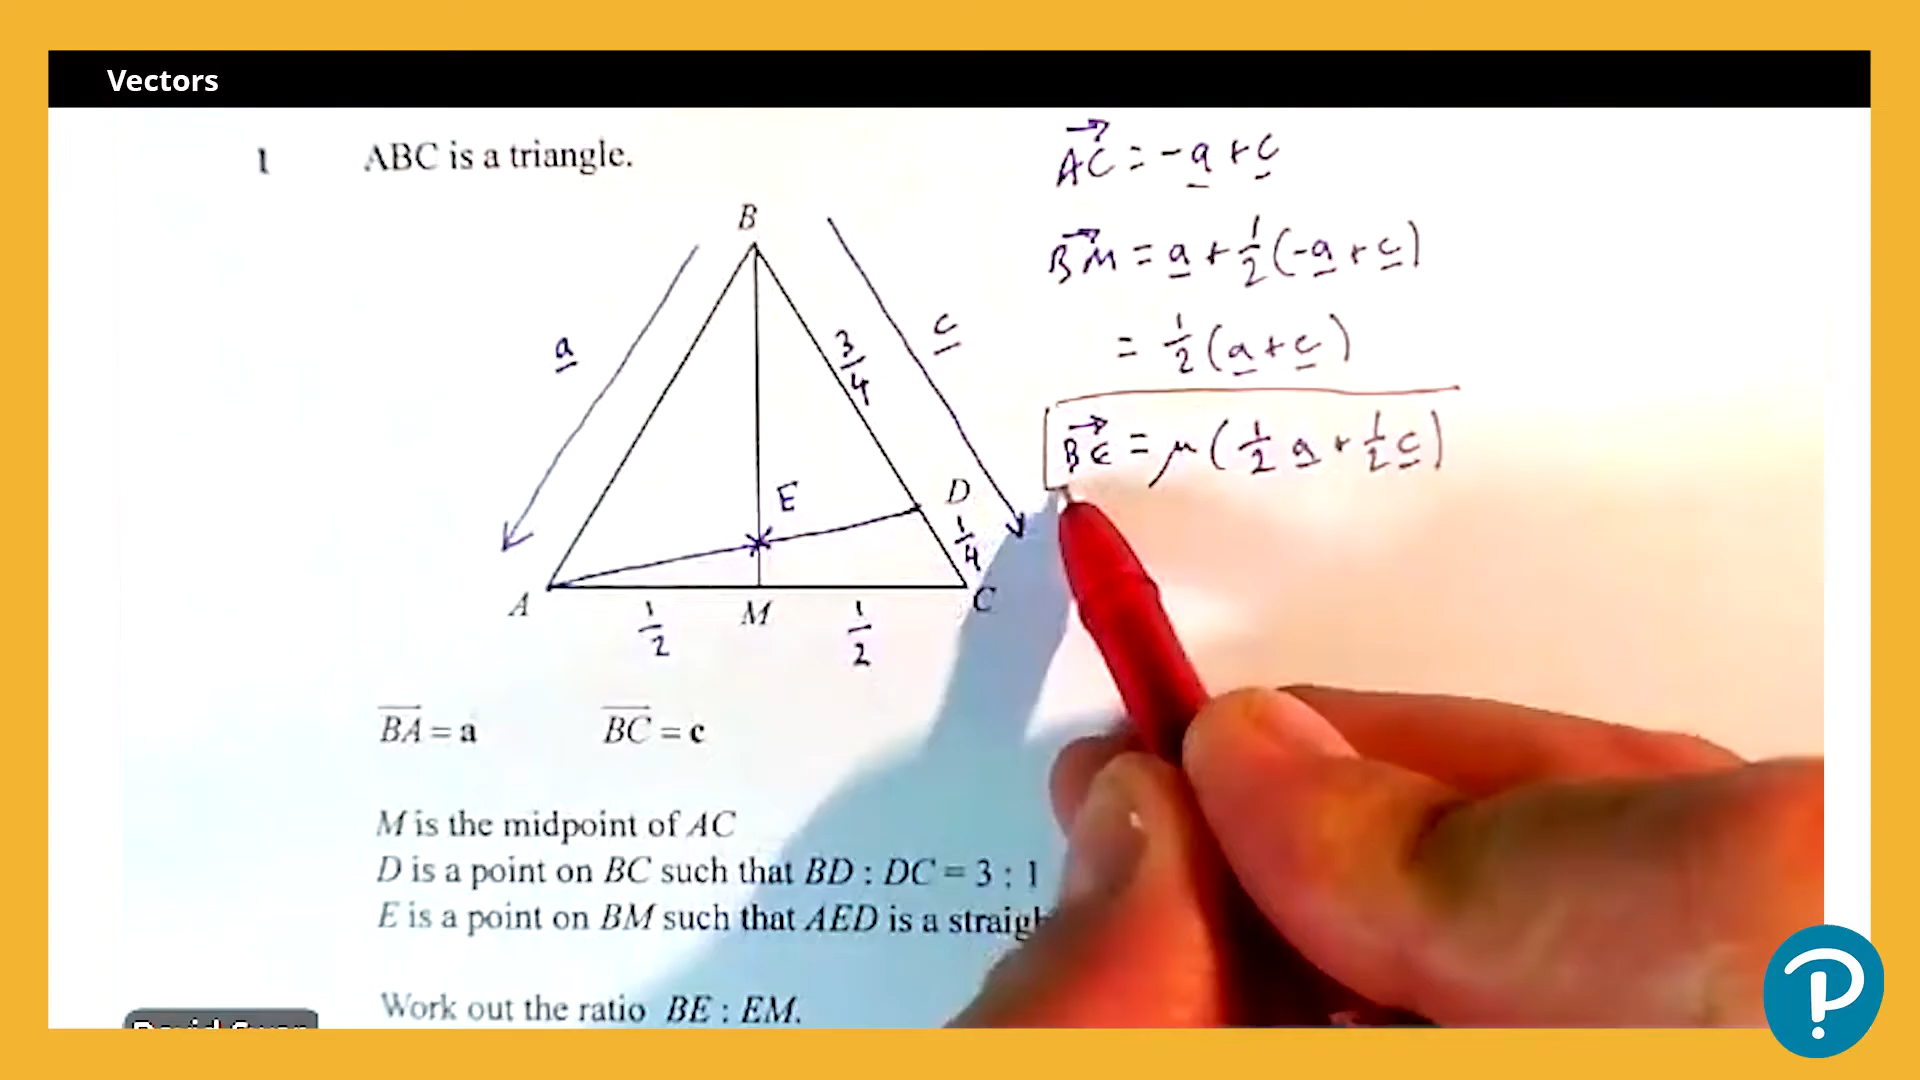 Vectors
1 ABC is a triangle.
B
a
c
3/4
E
D
1/4
A
M
C
1/2
1/2
BA = a BC = c
M is the midpoint of AC
D is a point on BC such that BD : DC = 3 : 1
E is a point on BM such that AED is a
Work out the ratio BE : EM.
AC = -a + c
BM = a + 1/2(-a + c)
= 1/2(a + c)
BE = μ(1/2 a + 1/2 c)
P